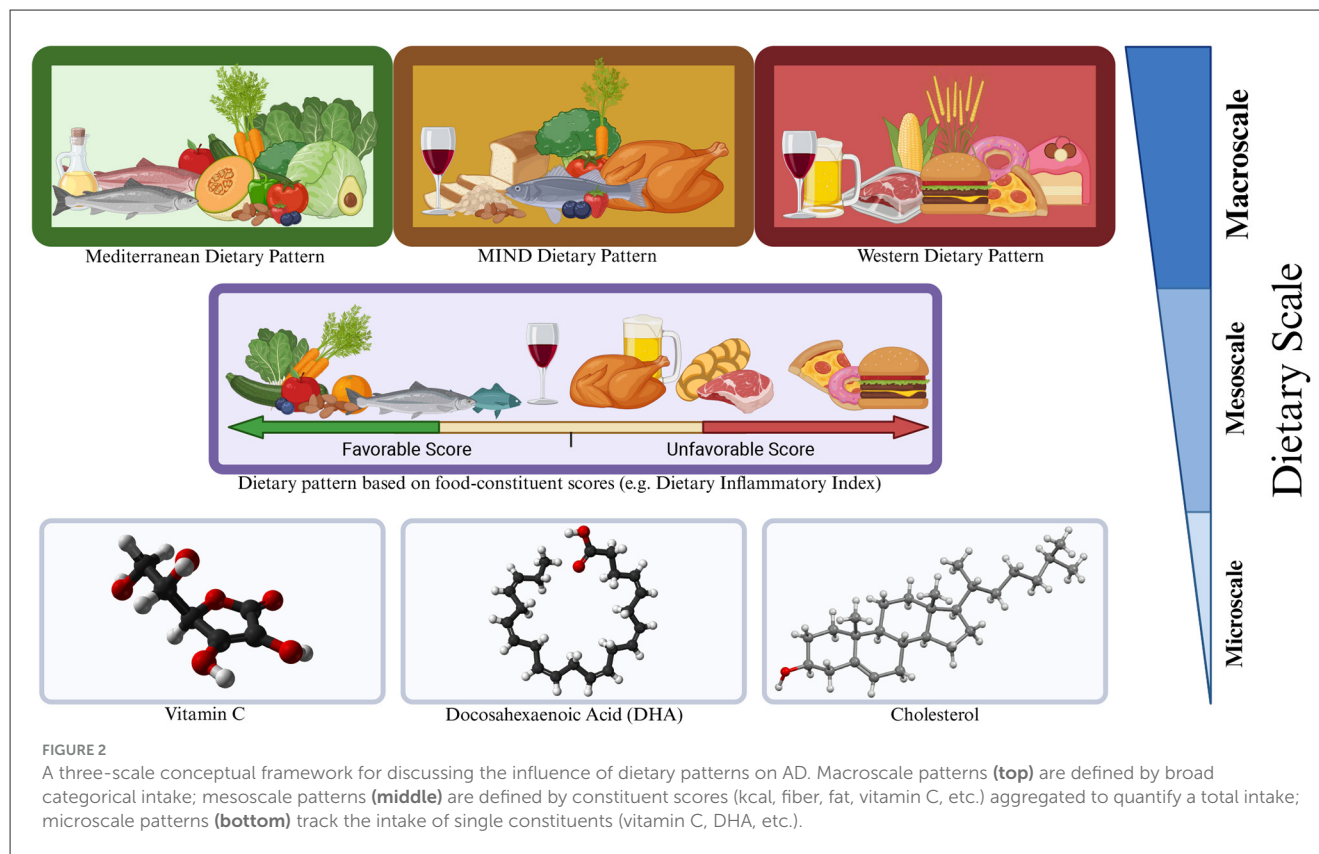 Mediterranean Dietary Pattern
MIND Dietary Pattern
Western Dietary Pattern
Macroscale
Favorable Score
Unfavorable Score
Dietary pattern based on food-constituent scores (e.g. Dietary Inflammatory Index)
Mesoscale
Dietary Scale
Vitamin C
Docosahexaenoic Acid (DHA)
Cholesterol
Microscale
FIGURE 2
A three-scale conceptual framework for discussing the influence of dietary patterns on AD. Macroscale patterns (top) are defined by broad
categorical intake; mesoscale patterns (middle) are defined by constituent scores (kcal, fiber, fat, vitamin C, etc.) aggregated to quantify a total intake;
microscale patterns (bottom) track the intake of single constituents (vitamin C, DHA, etc.).